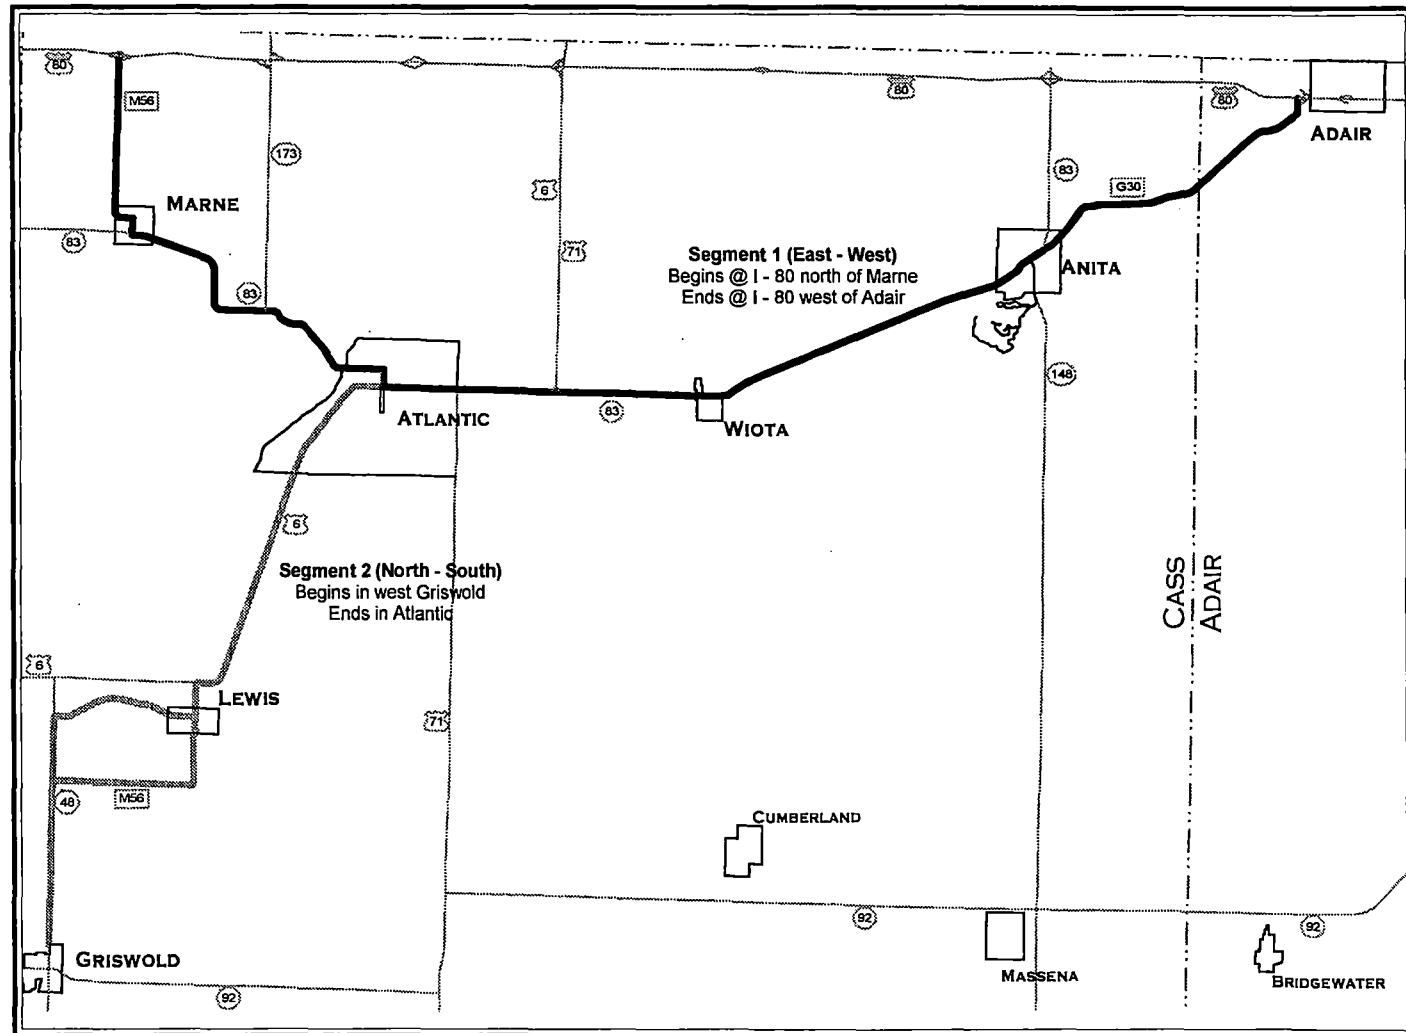 80
M56
173
80
80
ADAIR
83
G30
6
MARNE
83
71
Segment 1 (East - West)
Begins @ I - 80 north of Marne
Ends @ I - 80 west of Adair
ANITA
83
148
ATLANTIC
83
WIOTA
6
Segment 2 (North - South)
Begins in west Griswold
Ends in Atlantic
CASS
ADAIR
6
LEWIS
71
M56
48
CUMBERLAND
92
92
GRISWOLD
MASSENA
BRIDGEWATER
92